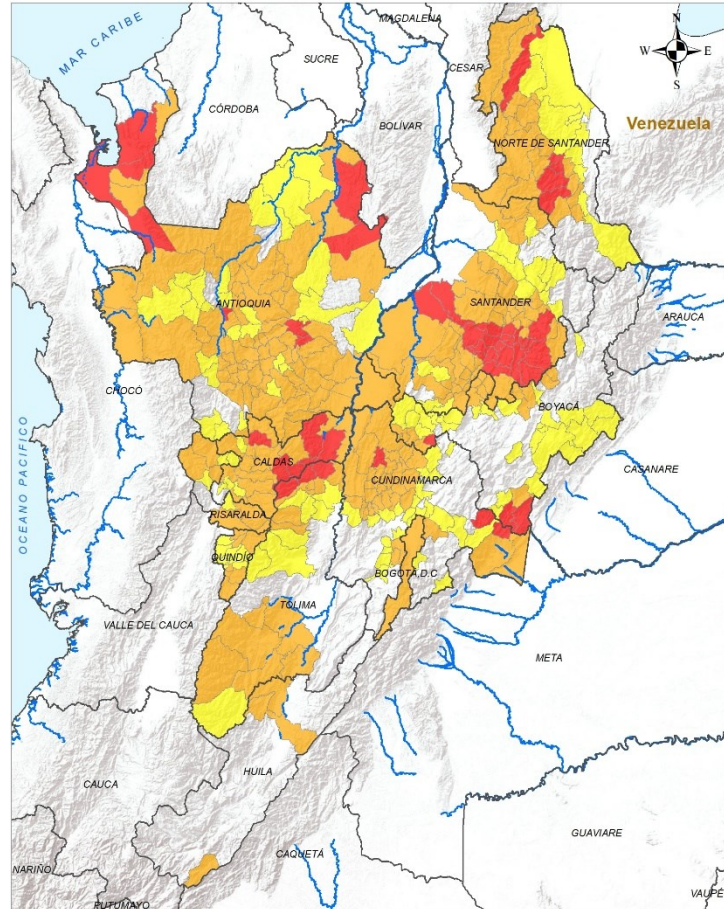 MAGDALENA
N
W E
S
MAR CARIBE
SUCRE
CESAR
CÓRDOBA
BOLÍVAR
Venezuela
NORTE DE SANTANDER
ANTIOQUIA
SANTANDER
ARAUCA
CHOCÓ
BOYACÁ
CALDAS
CASANARE
CUNDINAMARCA
OCEANO PACIFICO
RISARALDA
QUINDÍO
BOGOTÁ, D.C
TOLIMA
VALLE DEL CAUCA
META
HUILA
CAUCA
GUAVIARE
CAQUETÁ
NARIÑO
PUTUMAYO
VAUPÉ